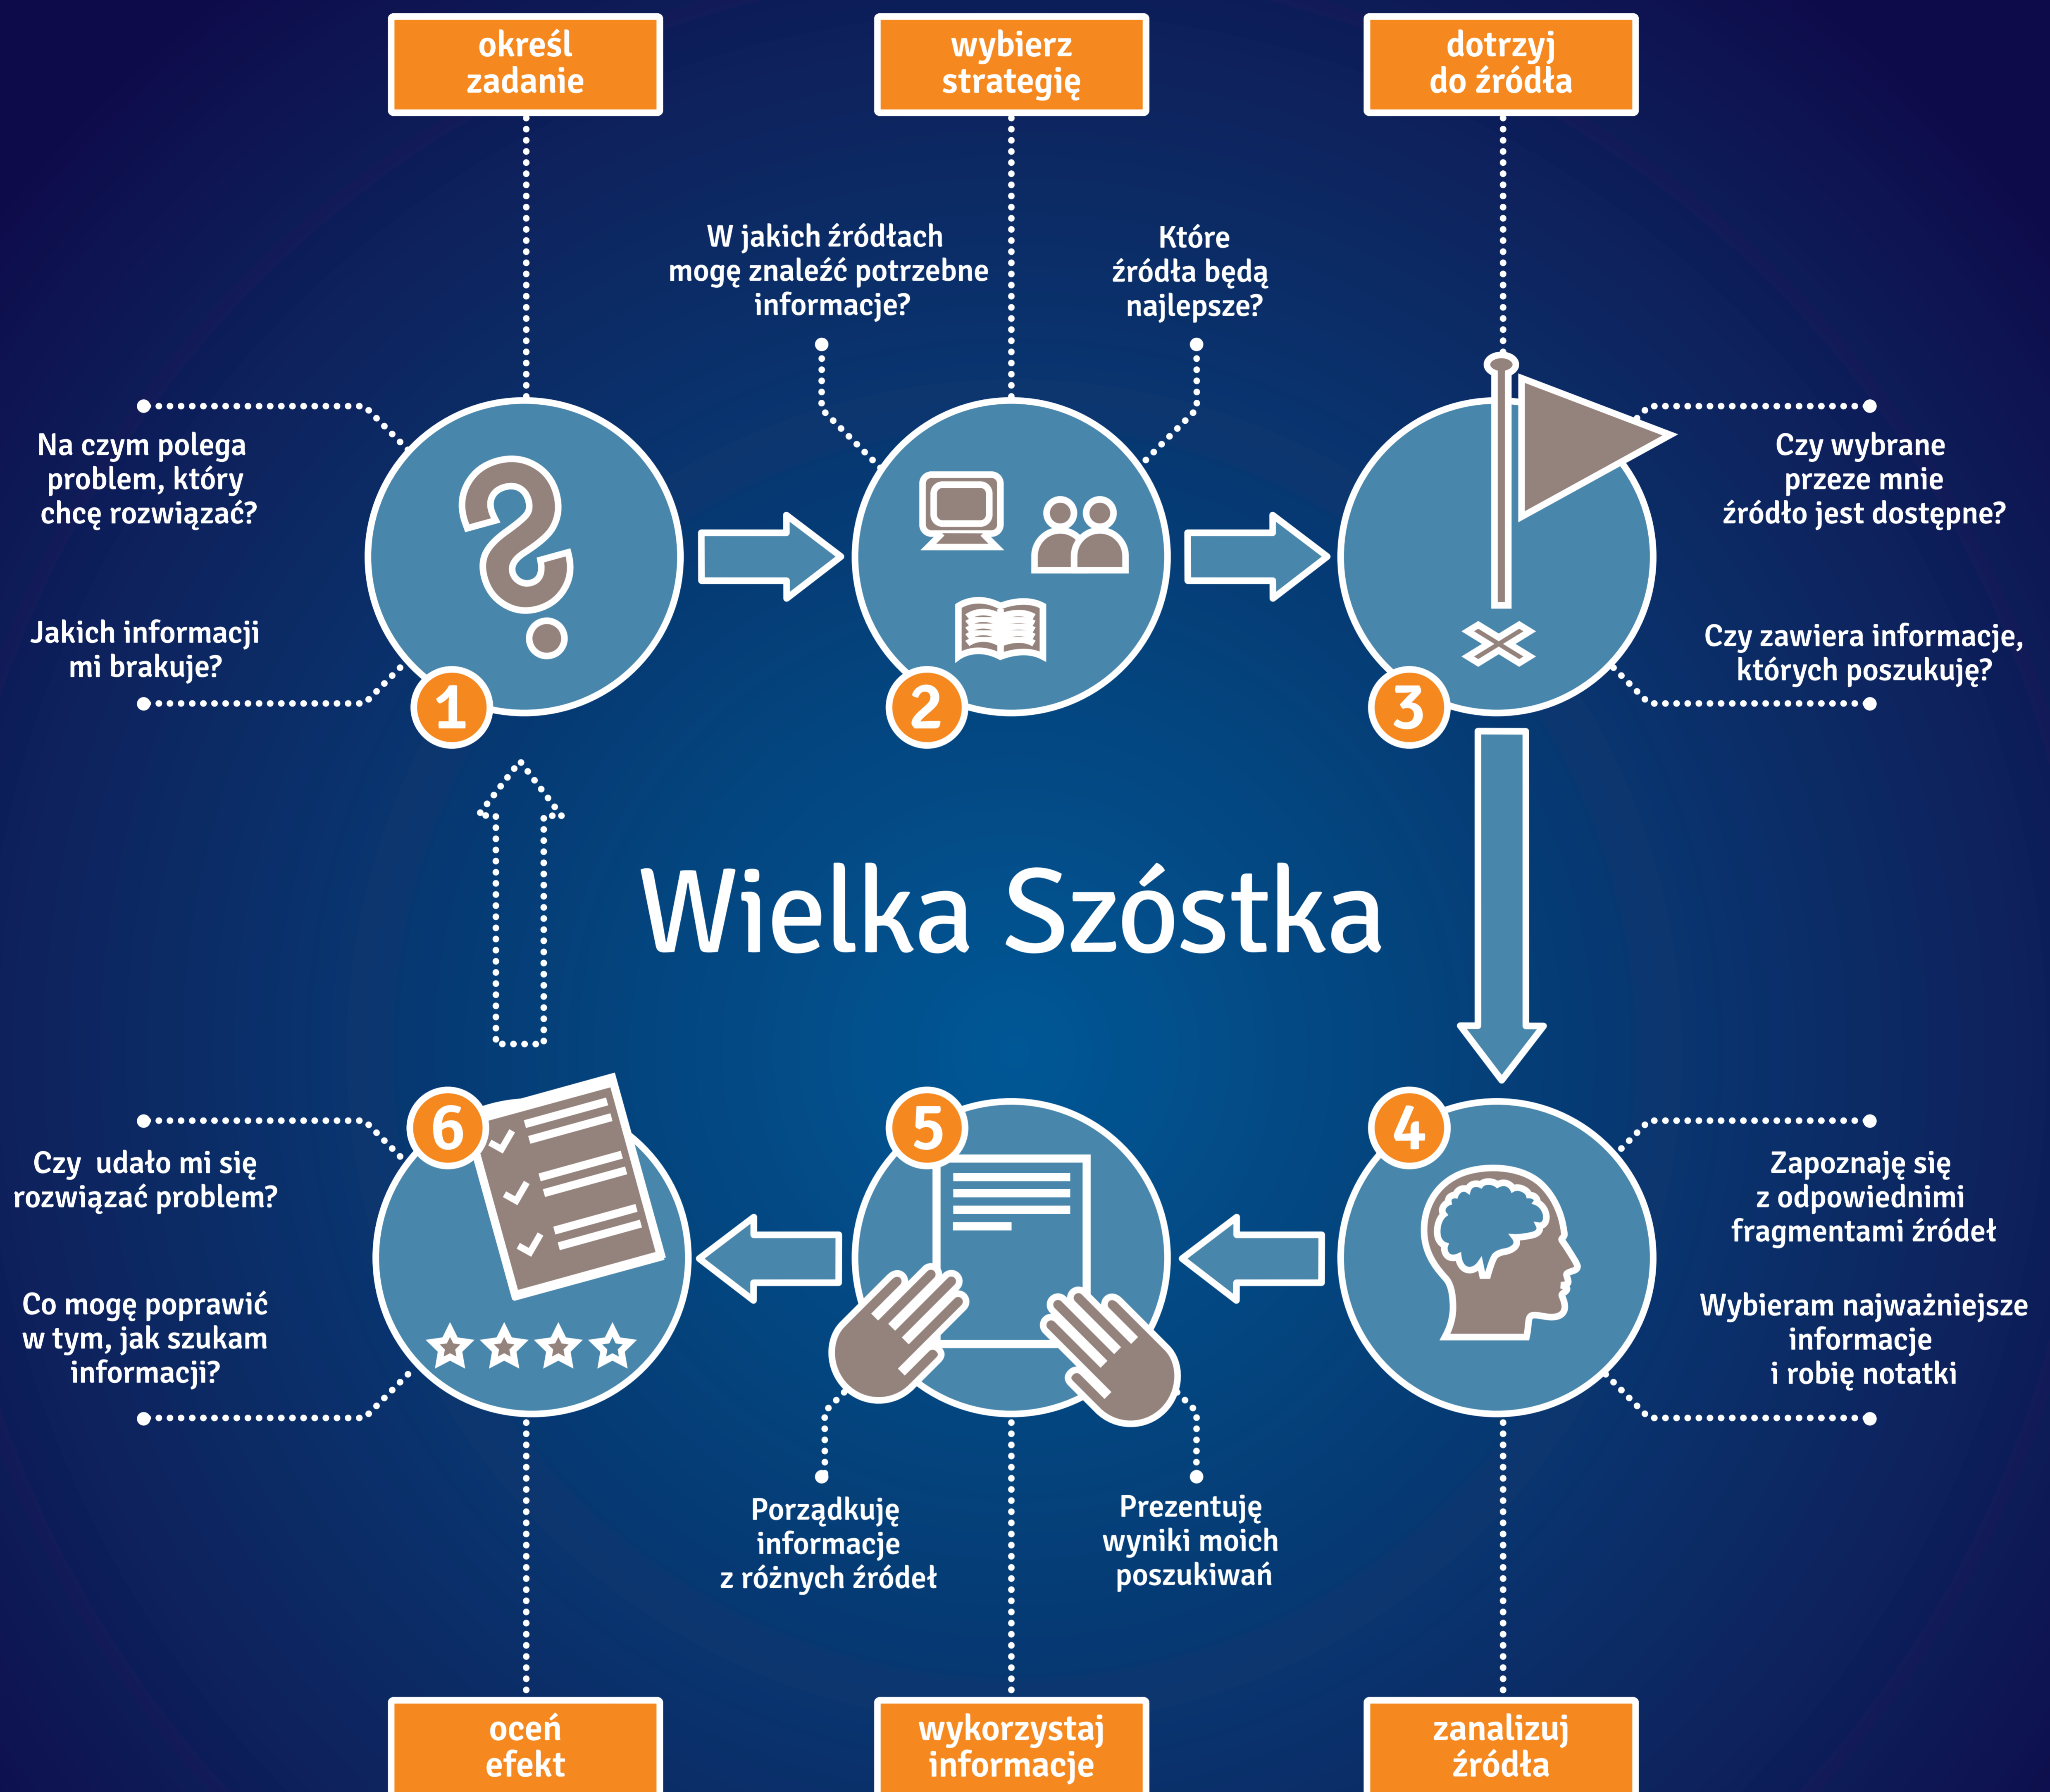 określ
zadanie
wybierz
strategię
dotrzyj
do źródła
W jakich źródłach
mogę znaleźć potrzebne
informacje?
Które
źródła będą
najlepsze?
Na czym polega
problem, który
chcę rozwiązać?
Jakich informacji
mi brakuje?
Czy wybrane
przeze mnie
źródło jest dostępne?
Czy zawiera informacje,
których poszukuję?
1
2
3
Wielka Szóstka
6
5
4
Czy udało mi się
rozwiązać problem?
Co mogę poprawić
w tym, jak szukam
informacji?
Zapoznaję się
z odpowiednimi
fragmentami źródeł
Wybieram najważniejsze
informacje
i robię notatki
Porządkuję
informacje
z różnych źródeł
Prezentuję
wyniki moich
poszukiwań
oceń
efekt
wykorzystaj
informacje
zanalizuj
źródła